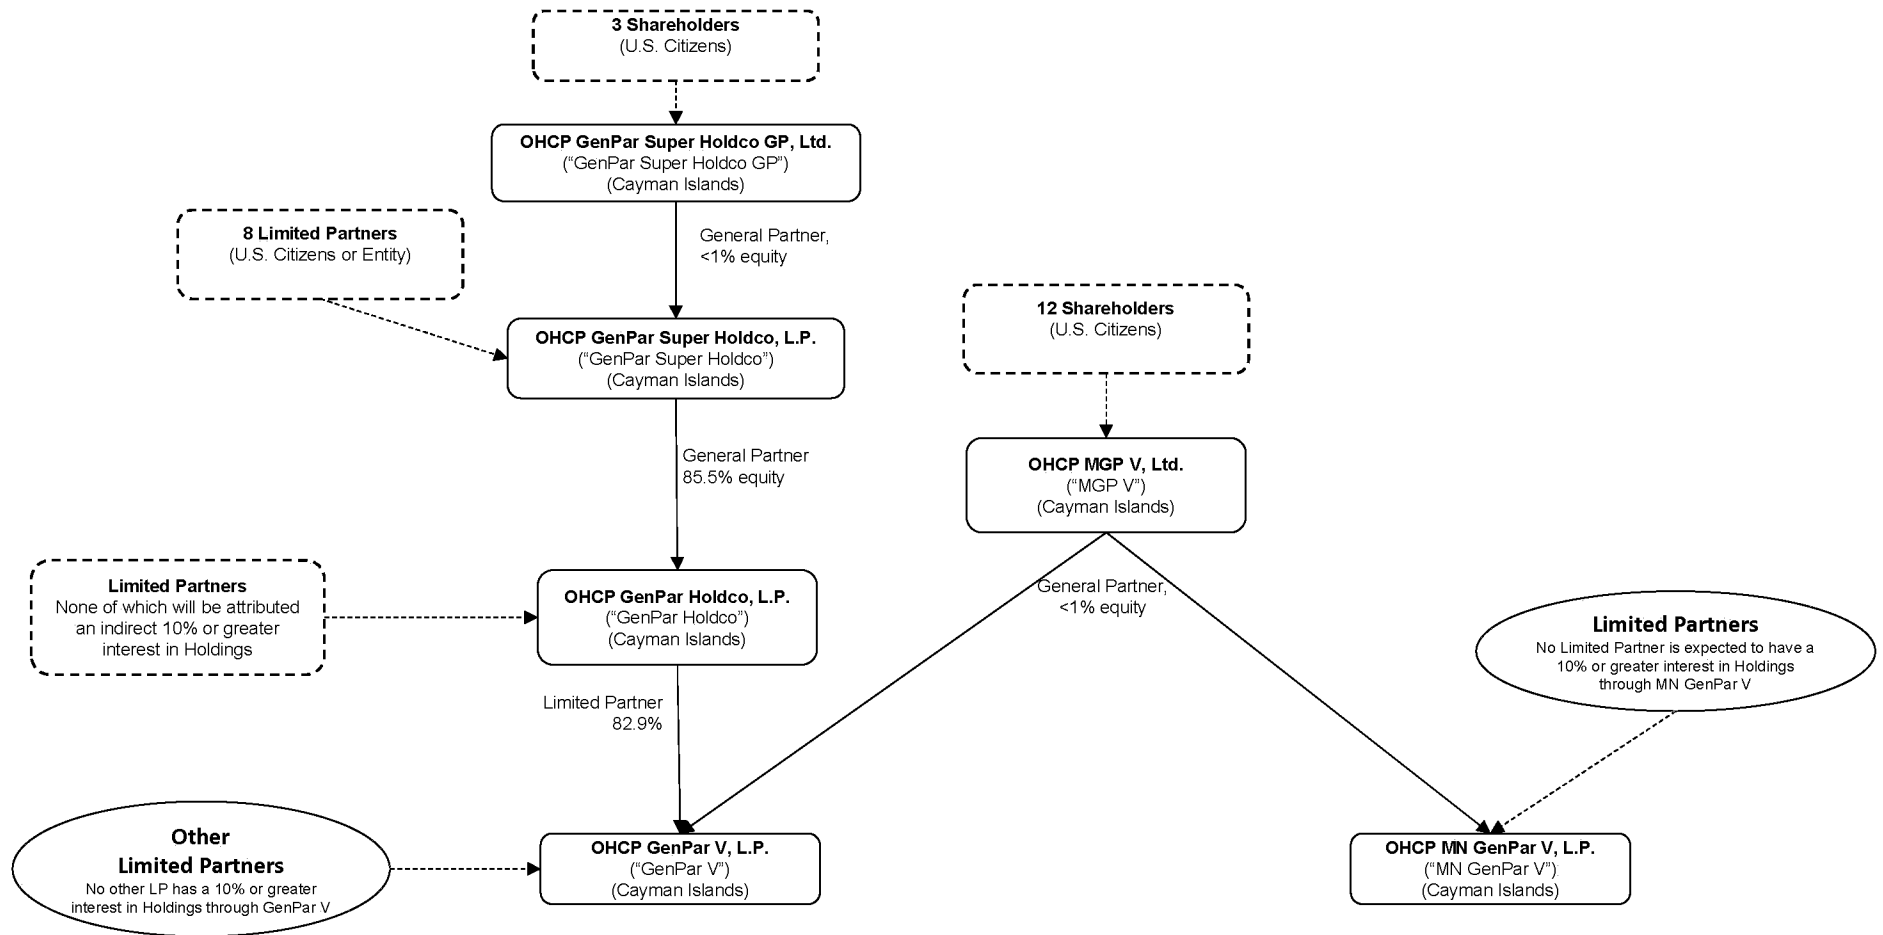 3 Shareholders
(U.S. Citizens)
OHCP GenPar Super Holdco GP, Ltd.
(“GenPar Super Holdco GP”)
(Cayman Islands)
8 Limited Partners
(U.S. Citizens or Entity)
General Partner,
<1% equity
12 Shareholders
(U.S. Citizens)
OHCP GenPar Super Holdco, L.P.
(“GenPar Super Holdco”)
(Cayman Islands)
General Partner
85.5% equity
OHCP MGP V, Ltd.
(“MGP V”)
(Cayman Islands)
Limited Partners
None of which will be attributed
an indirect 10% or greater
interest in Holdings
OHCP GenPar Holdco, L.P.
(“GenPar Holdco”)
(Cayman Islands)
General Partner,
<1% equity
Limited Partners
No Limited Partner is expected to have a
10% or greater interest in Holdings
through MN GenPar V
Limited Partner
82.9%
Other
Limited Partners
No other LP has a 10% or greater
interest in Holdings through GenPar V
OHCP GenPar V, L.P.
(“GenPar V”)
(Cayman Islands)
OHCP MN GenPar V, L.P.
(“MN GenPar V”)
(Cayman Islands)